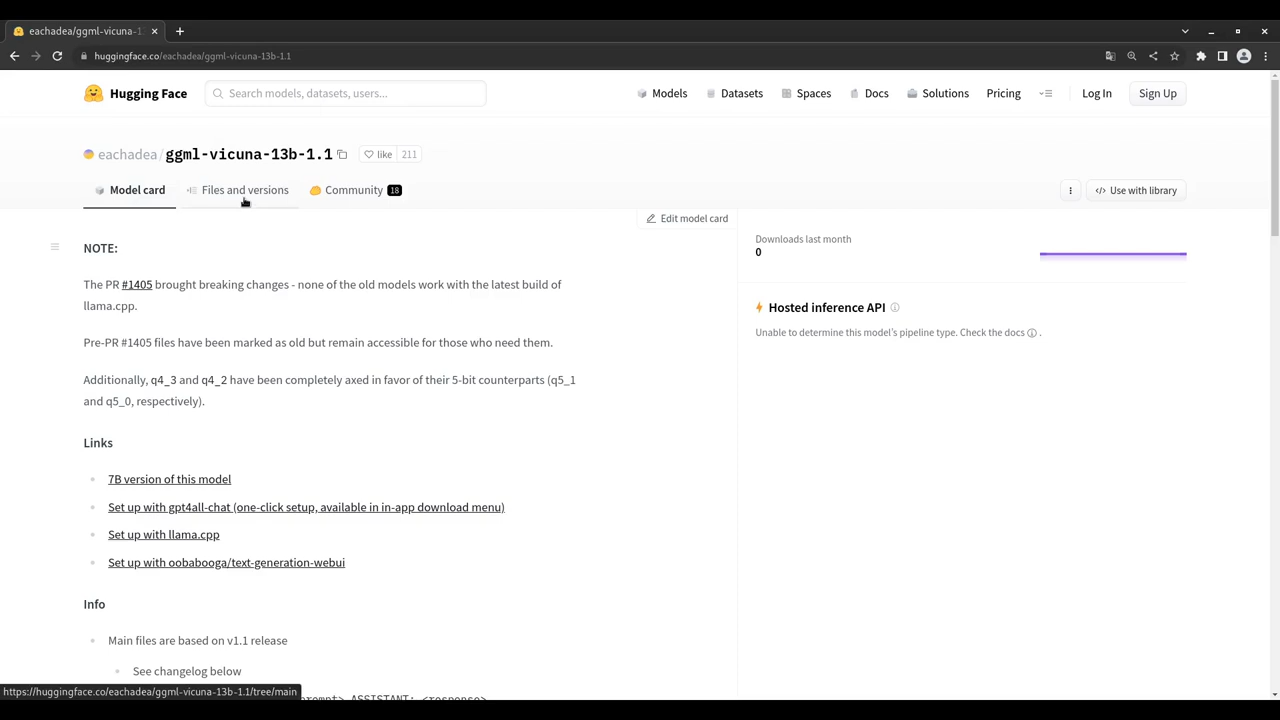 eachadea/ggml-vicuna-1
huggingface.co/eachadea/ggml-vicuna-13b-1.1
Hugging Face
Search models, datasets, users...
Models
Datasets
Spaces
Docs
Solutions
Pricing
Log In
Sign Up
eachadea/ggml-vicuna-13b-1.1
like 211
Model card
Files and versions
Community 18
Use with library
Edit model card
NOTE:
The PR #1405 brought breaking changes - none of the old models work with the latest build of
llama.cpp.
Pre-PR #1405 files have been marked as old but remain accessible for those who need them.
Additionally, q4_3 and q4_2 have been completely axed in favor of their 5-bit counterparts (q5_1
and q5_0, respectively).
Links
7B version of this model
Set up with gpt4all-chat (one-click setup, available in in-app download menu)
Set up with llama.cpp
Set up with oobabooga/text-generation-webui
Info
Main files are based on v1.1 release
See changelog below
prompt> ASSISTANT: <response>
Downloads last month
0
Hosted inference API
Unable to determine this model's pipeline type. Check the docs .
https://huggingface.co/eachadea/ggml-vicuna-13b-1.1/tree/main